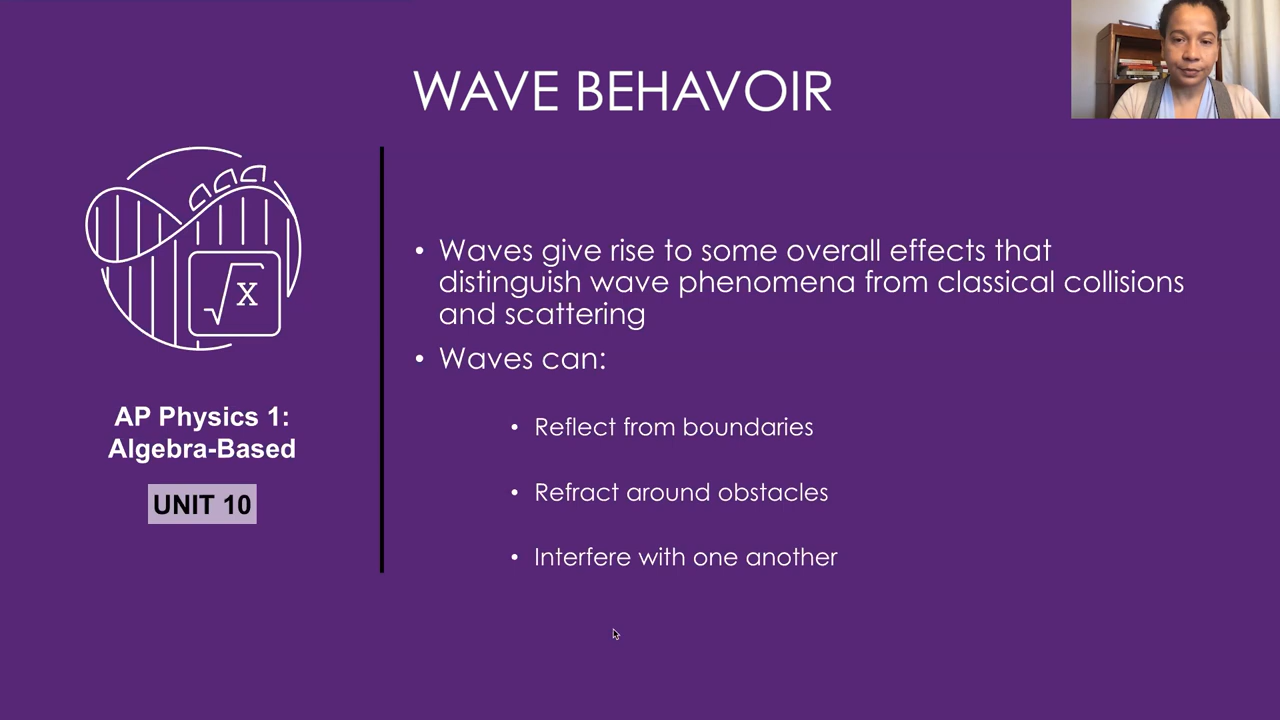 WAVE BEHAVOIR
√x
AP Physics 1:
Algebra-Based
UNIT 10
• Waves give rise to some overall effects that
distinguish wave phenomena from classical collisions
and scattering
• Waves can:
• Reflect from boundaries
• Refract around obstacles
• Interfere with one another